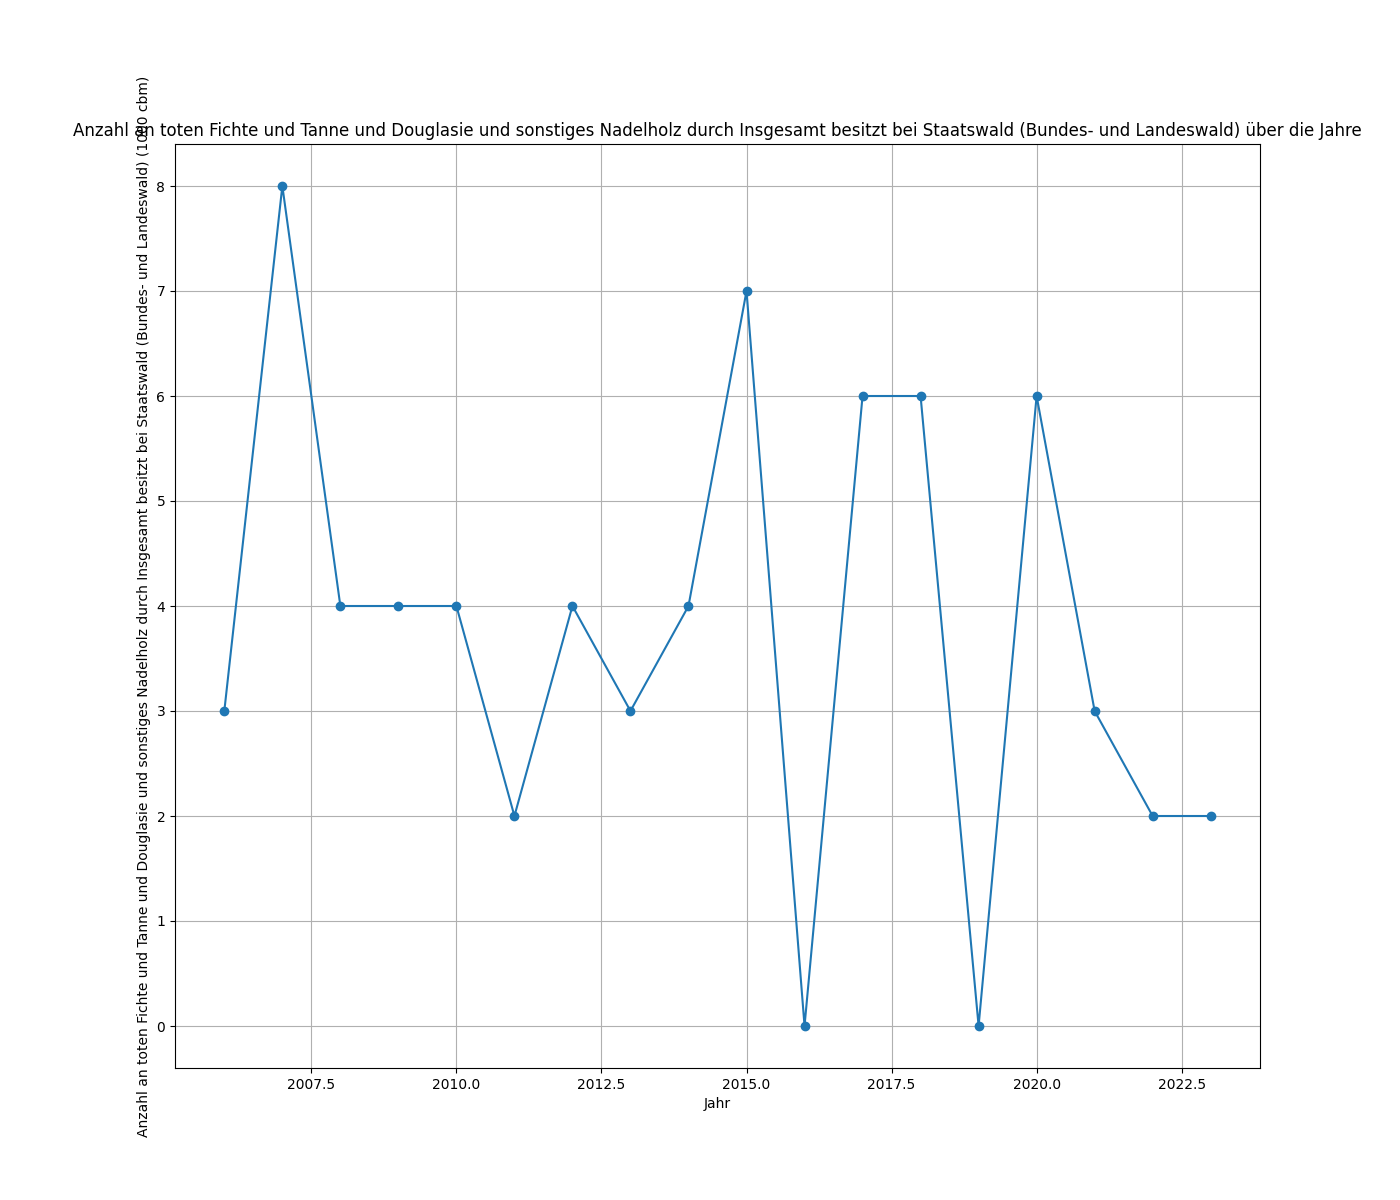 Anzahl an toten Fichte und Tanne und Douglasie und sonstiges Nadelholz durch Insgesamt besitzt bei Staatswald (Bundes- und Landeswald) über die Jahre
Anzahl an toten Fichte und Tanne und Douglasie und sonstiges Nadelholz durch Insgesamt besitzt bei Staatswald (Bundes- und Landeswald) (1000 cbm)
8
7
6
5
4
3
2
1
0
2007.5 2010.0 2012.5 2015.0 2017.5 2020.0 2022.5
Jahr